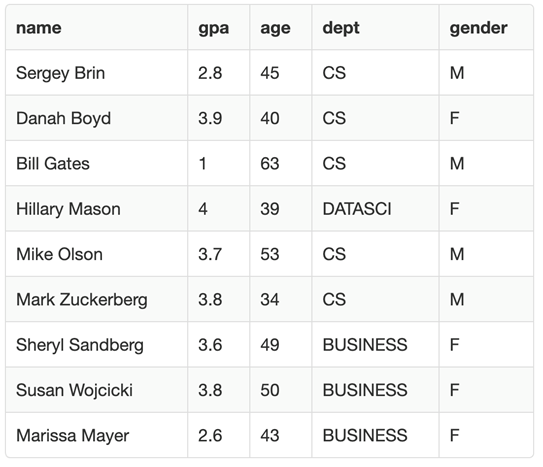 name gpa age dept gender
Sergey Brin 2.8 45 CS M
Danah Boyd 3.9 40 CS F
Bill Gates 1 63 CS M
Hillary Mason 4 39 DATASCI F
Mike Olson 3.7 53 CS M
Mark Zuckerberg 3.8 34 CS M
Sheryl Sandberg 3.6 49 BUSINESS F
Susan Wojcicki 3.8 50 BUSINESS F
Marissa Mayer 2.6 43 BUSINESS F